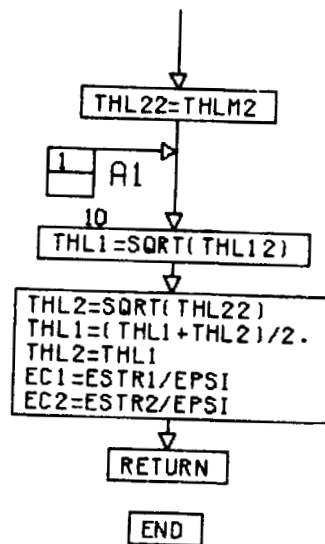 THL22=THLM2
1
A1
10
THL1=SQRT(THL12)
THL2=SQRT(THL22)
THL1=(THL1+THL2)/2.
THL2=THL1
EC1=ESTR1/EPSI
EC2=ESTR2/EPSI
RETURN
END